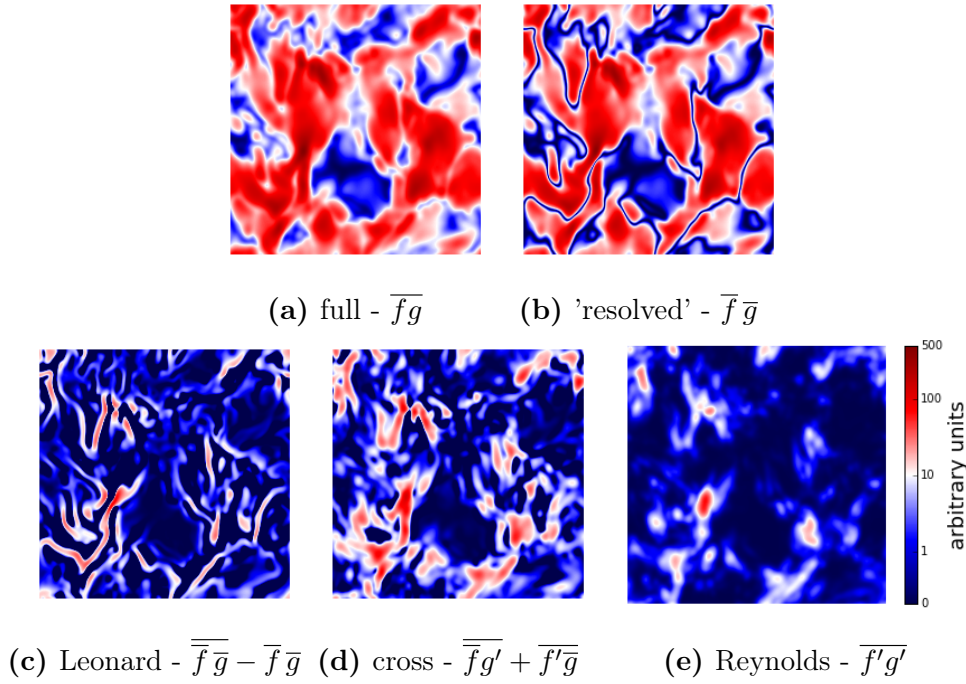 (a) full - \overline{fg}
(b) 'resolved' - \overline{f} \overline{g}
500
100
10
1
0
arbitrary units
(c) Leonard - \overline{\overline{f} \overline{g}} − \overline{f} \overline{g}
(d) cross - \overline{\overline{f}g′} + \overline{f′\overline{g}}
(e) Reynolds - \overline{f′g′}